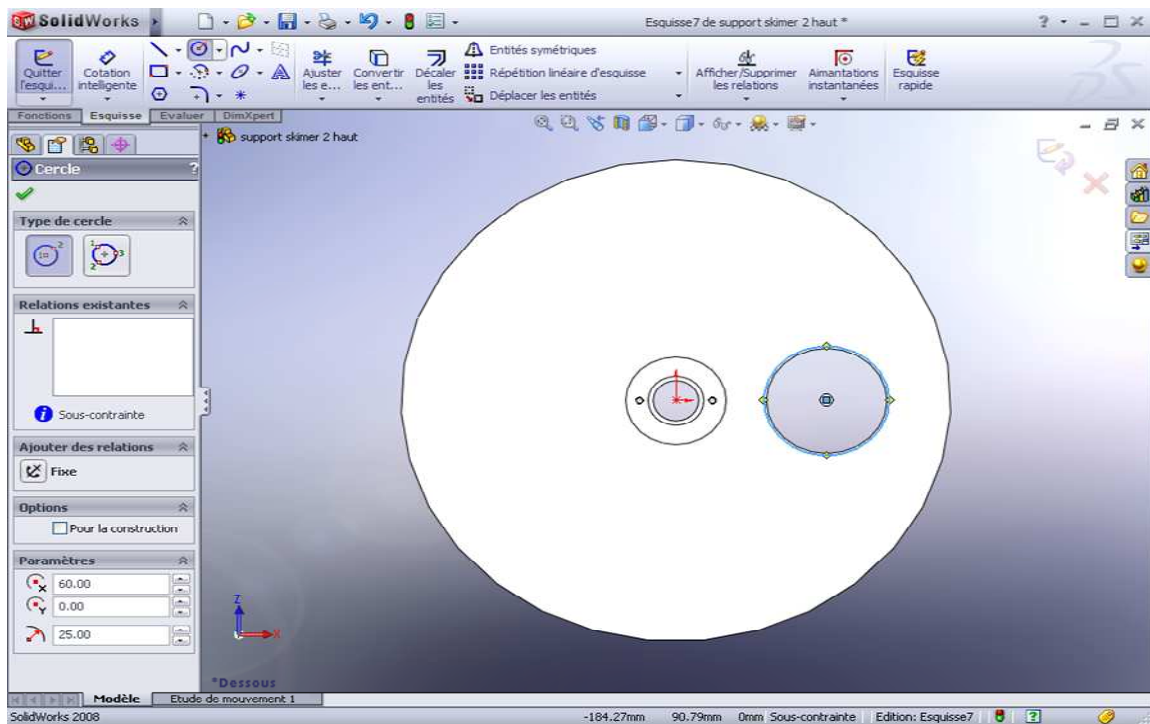 SolidWorks
Esquisse7 de support skimer 2 haut *
Quitter l'esqui...
Cotation intelligente
Ajuster les e...
Convertir les ent...
Décaler les entités
Entités symétriques
Répétition linéaire d'esquisse
Déplacer les entités
Afficher/Supprimer les relations
Aimantations instantanées
Esquisse rapide
Fonctions Esquisse Evaluer DimXpert
support skimer 2 haut
Cercle ?
Type de cercle
Relations existantes
Sous-contrainte
Ajouter des relations
Fixe
Options
Pour la construction
Paramètres
60.00
0.00
25.00
Z
X
*Dessous
Modèle Etude de mouvement 1
SolidWorks 2008 -184.27mm 90.79mm 0mm Sous-contrainte Edition: Esquisse7